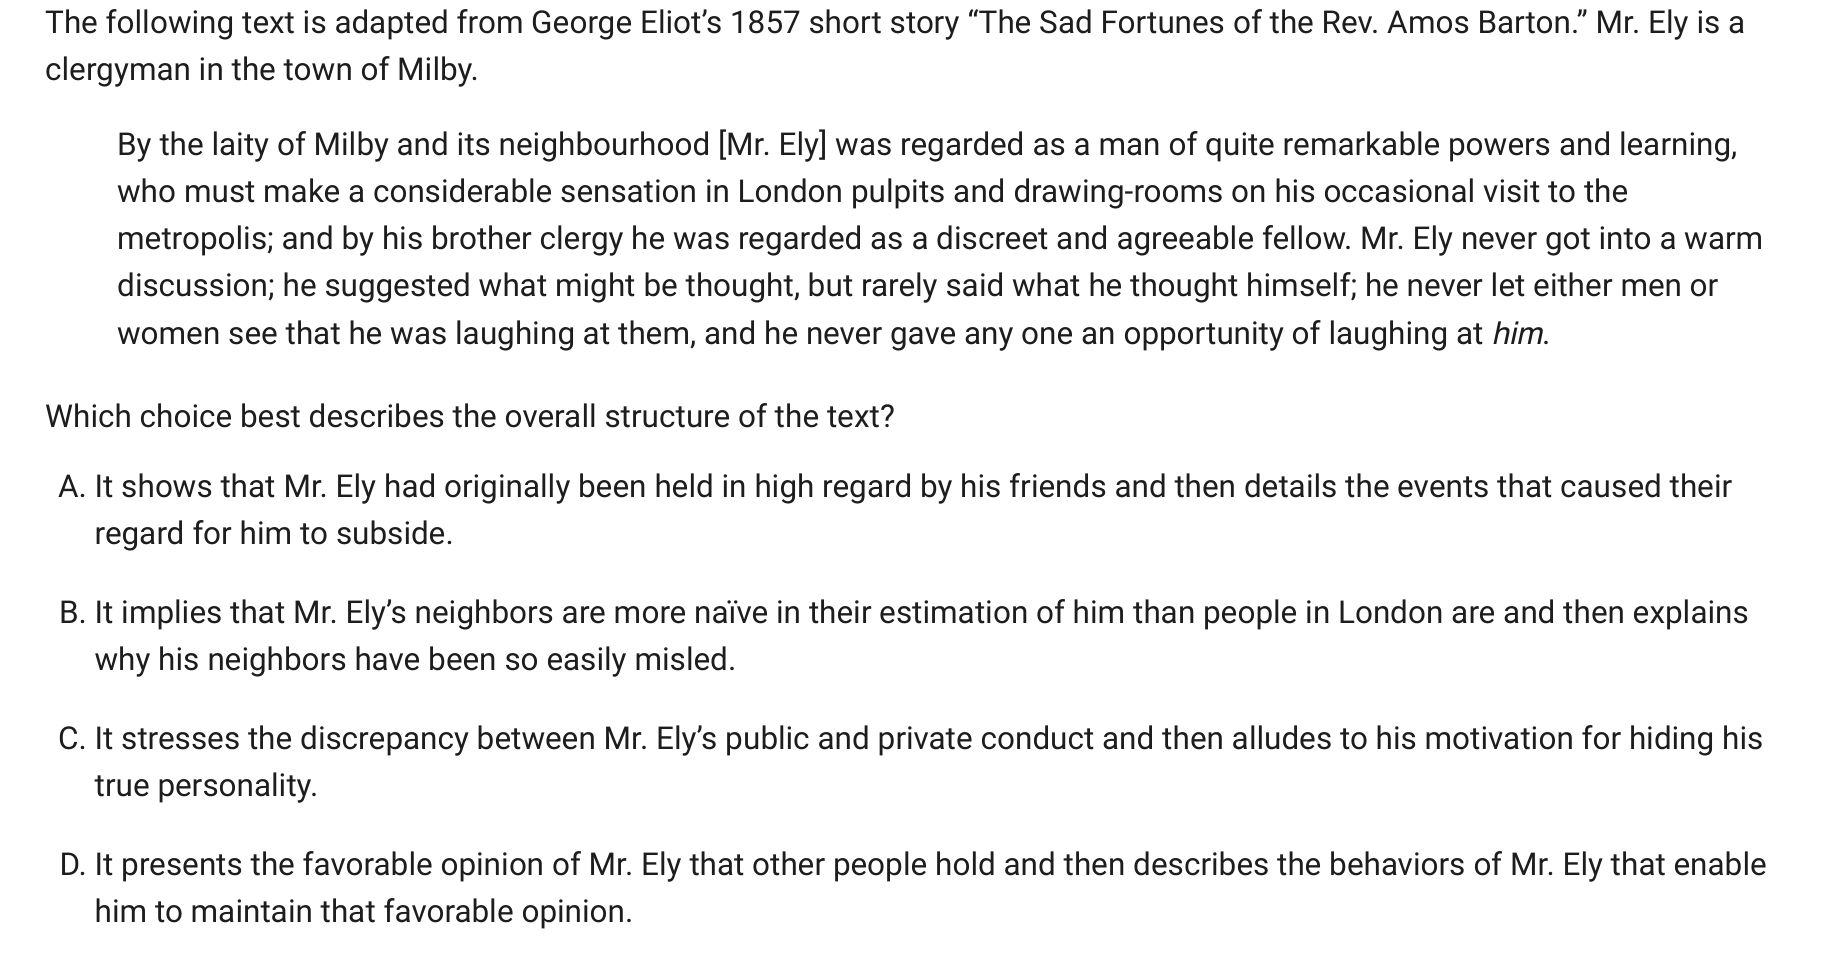 The following text is adapted from George Eliot’s 1857 short story “The Sad Fortunes of the Rev. Amos Barton.” Mr. Ely is a
clergyman in the town of Milby.
By the laity of Milby and its neighbourhood [Mr. Ely] was regarded as a man of quite remarkable powers and learning,
who must make a considerable sensation in London pulpits and drawing-rooms on his occasional visit to the
metropolis; and by his brother clergy he was regarded as a discreet and agreeable fellow. Mr. Ely never got into a warm
discussion; he suggested what might be thought, but rarely said what he thought himself; he never let either men or
women see that he was laughing at them, and he never gave any one an opportunity of laughing at him.
Which choice best describes the overall structure of the text?
A. It shows that Mr. Ely had originally been held in high regard by his friends and then details the events that caused their
regard for him to subside.
B. It implies that Mr. Ely’s neighbors are more naïve in their estimation of him than people in London are and then explains
why his neighbors have been so easily misled.
C. It stresses the discrepancy between Mr. Ely’s public and private conduct and then alludes to his motivation for hiding his
true personality.
D. It presents the favorable opinion of Mr. Ely that other people hold and then describes the behaviors of Mr. Ely that enable
him to maintain that favorable opinion.